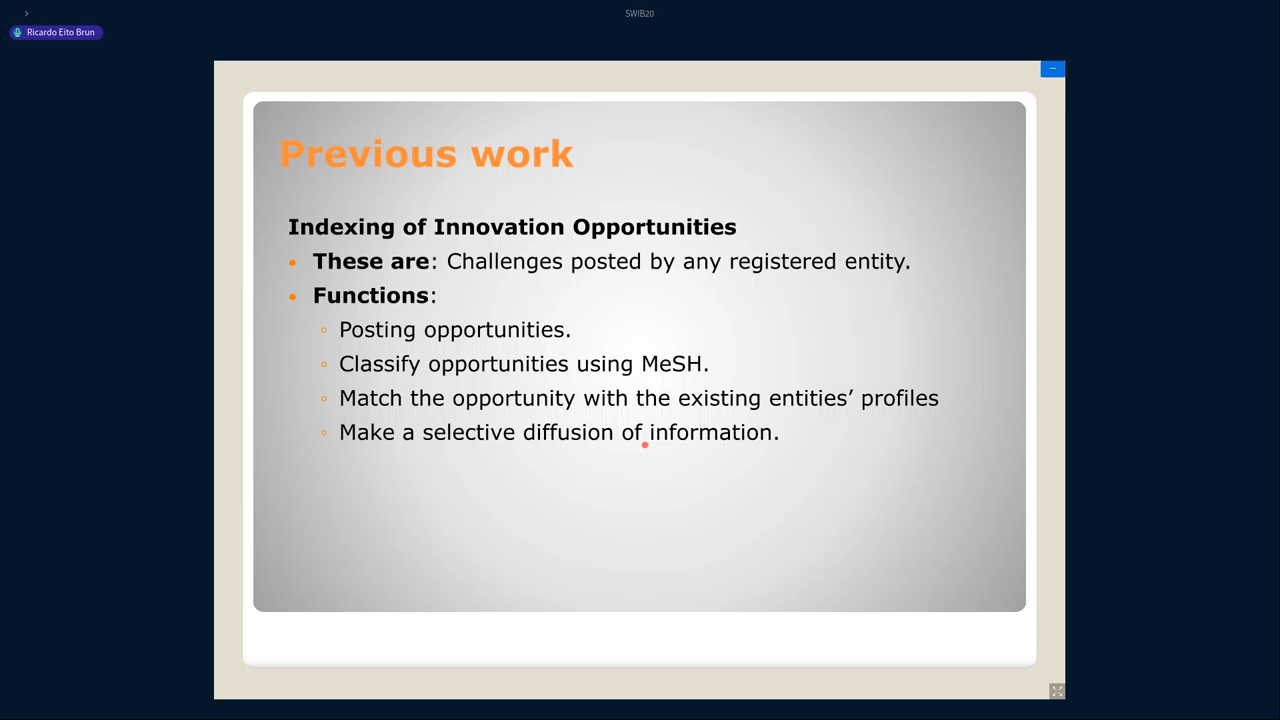 SWIB20
Ricardo Eito Brun
Previous work
Indexing of Innovation Opportunities
These are: Challenges posted by any registered entity.
Functions:
Posting opportunities.
Classify opportunities using MeSH.
Match the opportunity with the existing entities’ profiles
Make a selective diffusion of information.